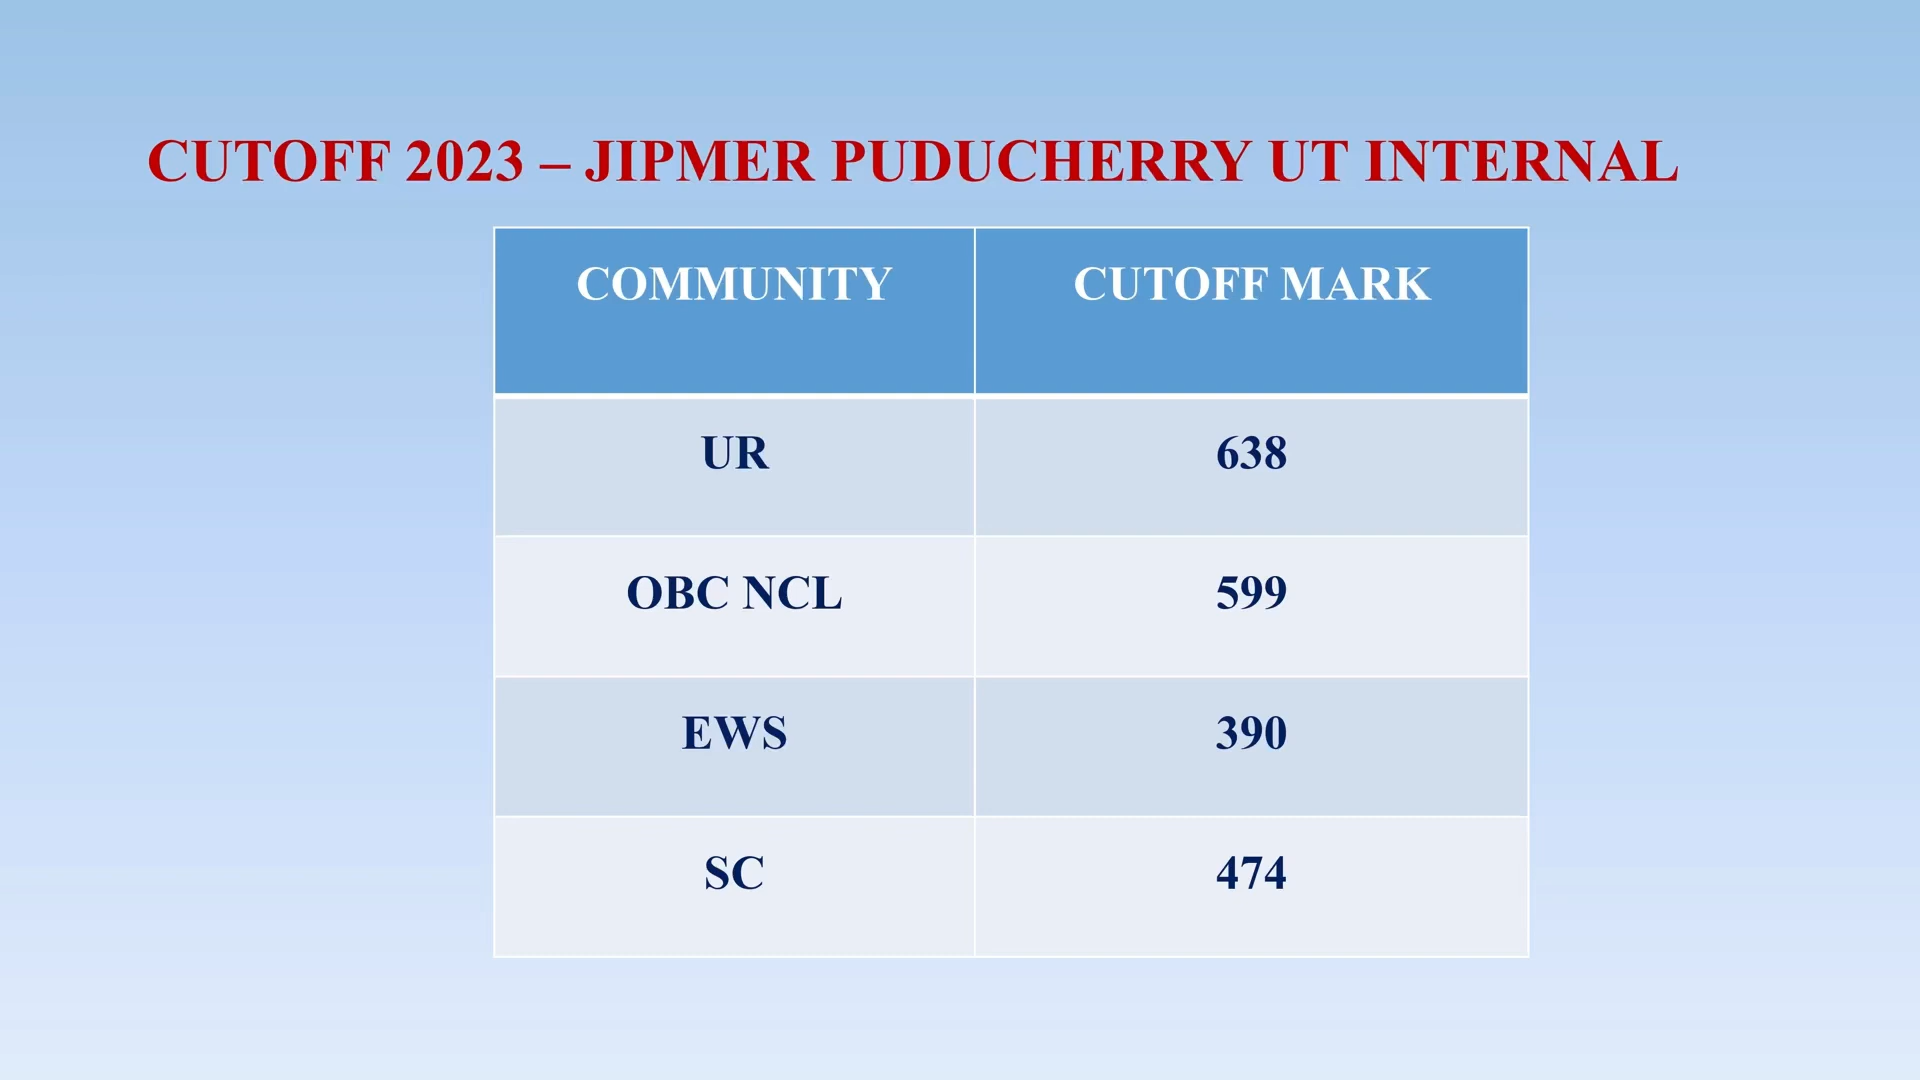 CUTOFF 2023 – JIPMER PUDUCHERRY UT INTERNAL
COMMUNITY CUTOFF MARK
UR 638
OBC NCL 599
EWS 390
SC 474